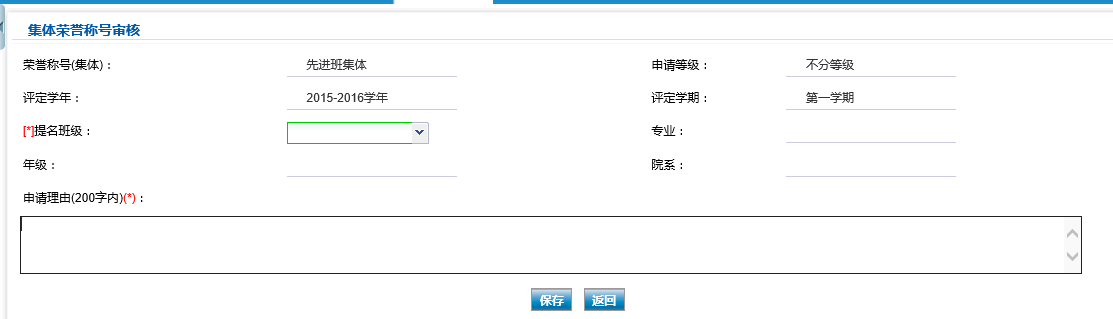 集体荣誉称号审核
荣誉称号(集体)： 先进班集体 申请等级： 不分等级
评定学年： 2015-2016学年 评定学期： 第一学期
[*]提名班级： 专业：
年级： 院系：
申请理由(200字内)(*)：
保存 返回